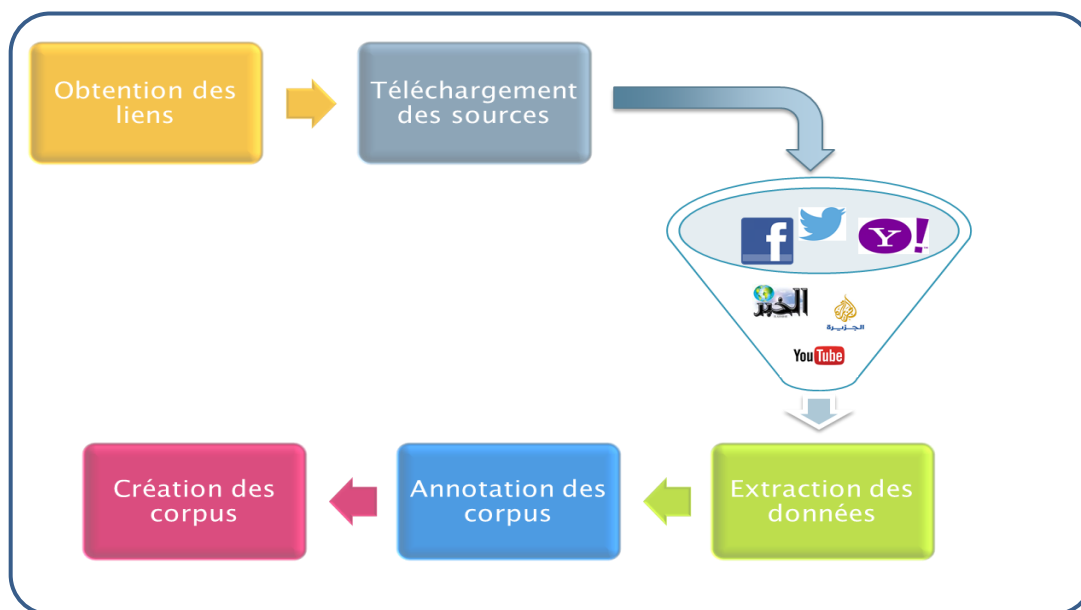 Obtention des
liens
Téléchargement
des sources
f
Y!
الخبر
الجزيرة
YouTube
Extraction des
données
Annotation des
corpus
Création des
corpus